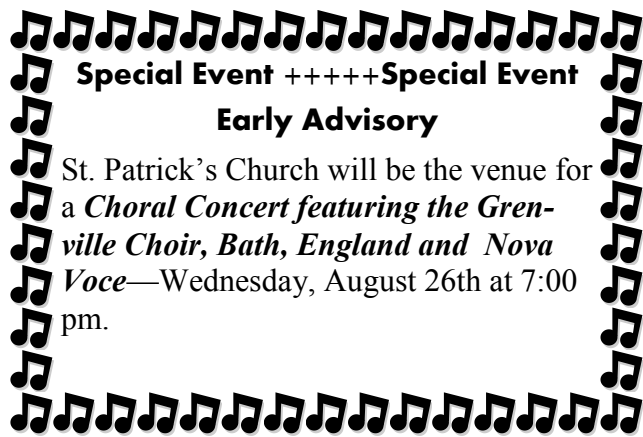 Special Event +++++Special Event
Early Advisory
St. Patrick’s Church will be the venue for
a Choral Concert featuring the Gren-
ville Choir, Bath, England and Nova
Voce—Wednesday, August 26th at 7:00
pm.